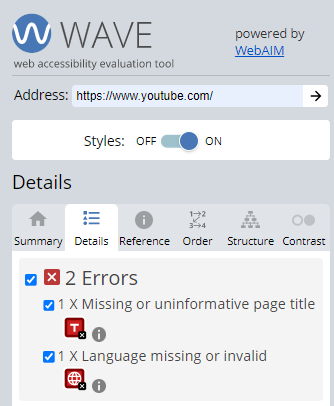 WAVE
powered by
WebAIM
web accessibility evaluation tool
Address: https://www.youtube.com/
Styles: OFF ON
Details
Summary Details Reference Order Structure Contrast
2 Errors
1 X Missing or uninformative page title
1 X Language missing or invalid